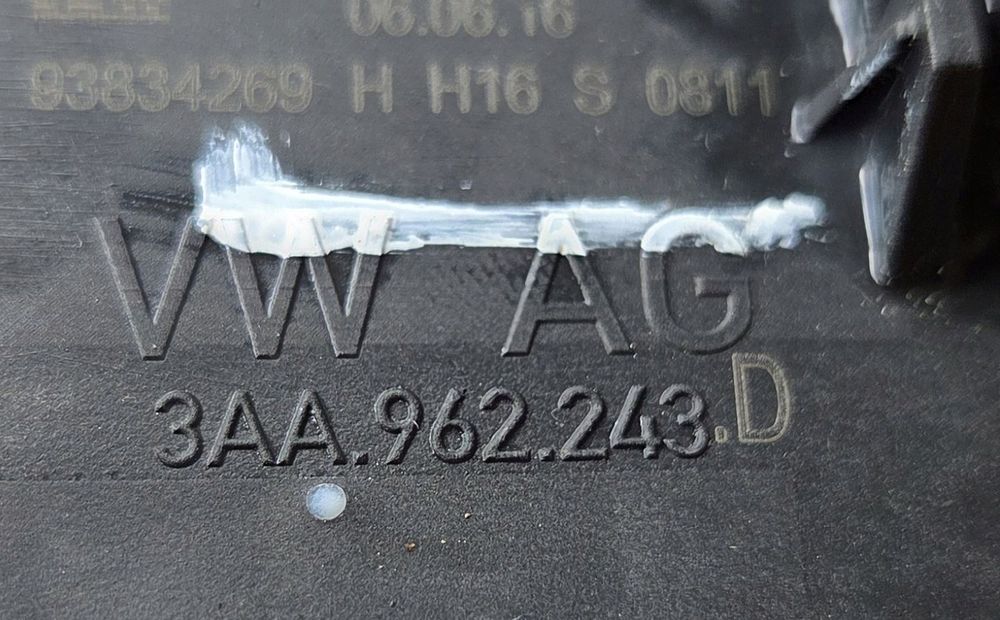 06.06.16
93834269 H H16 S 0811
VW AG
3AA.962.243.D